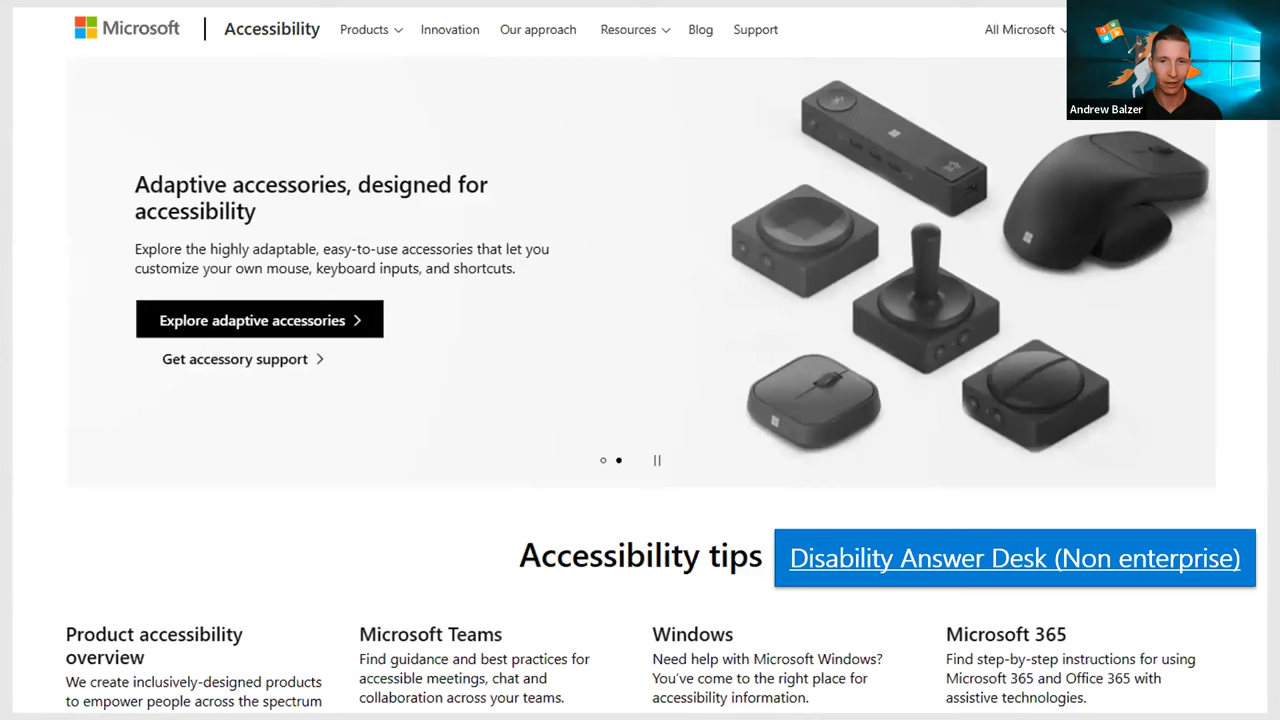 Microsoft
Accessibility
Products
Innovation
Our approach
Resources
Blog
Support
All Microsoft
Andrew Balzer
Adaptive accessories, designed for
accessibility
Explore the highly adaptable, easy-to-use accessories that let you
customize your own mouse, keyboard inputs, and shortcuts.
Explore adaptive accessories
Get accessory support
Accessibility tips
Disability Answer Desk (Non enterprise)
Product accessibility
overview
We create inclusively-designed products
to empower people across the spectrum
Microsoft Teams
Find guidance and best practices for
accessible meetings, chat and
collaboration across your teams.
Windows
Need help with Microsoft Windows?
You’ve come to the right place for
accessibility information.
Microsoft 365
Find step-by-step instructions for using
Microsoft 365 and Office 365 with
assistive technologies.